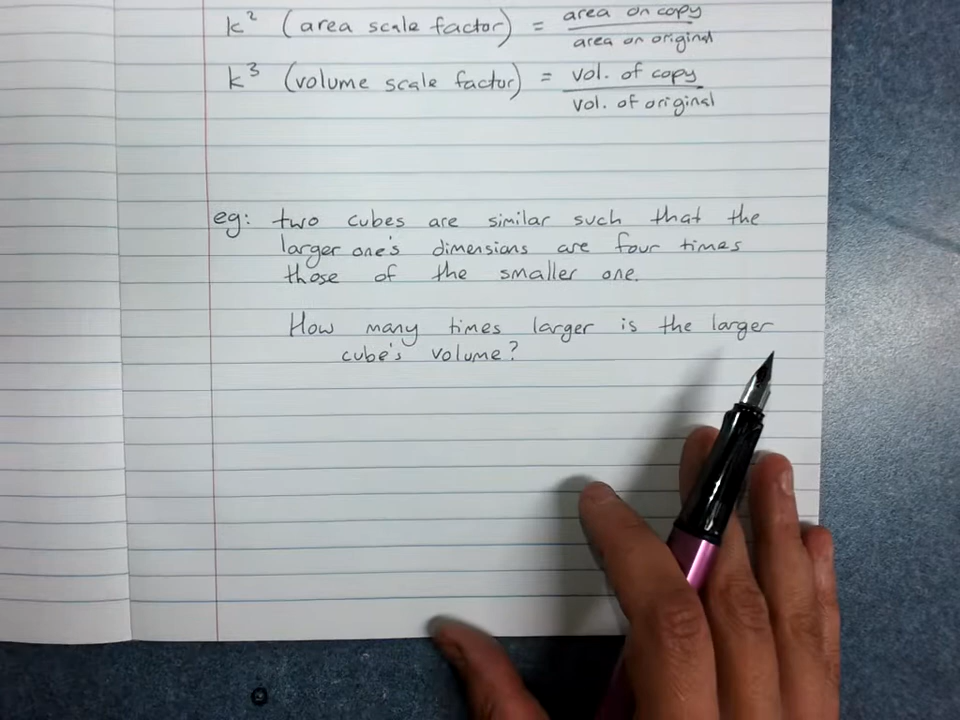 k² (area scale factor) = area on copy / area on original
k³ (volume scale factor) = vol. of copy / vol. of original
eg: two cubes are similar such that the
larger one's dimensions are four times
those of the smaller one.
How many times larger is the larger
cube's volume?